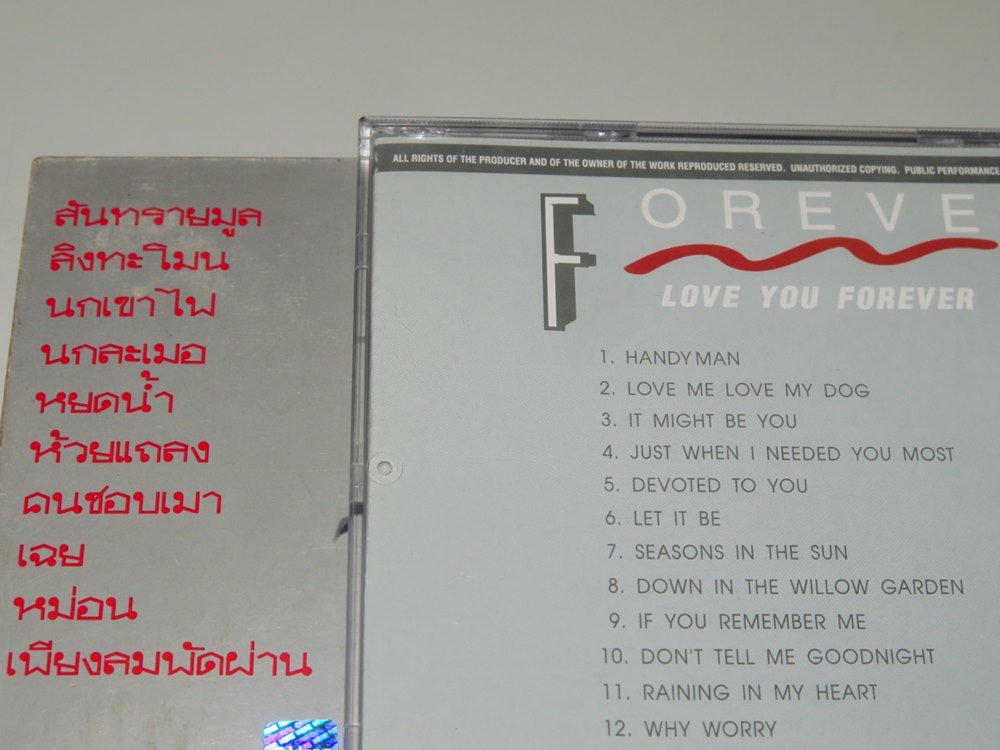 สันทรายมูล
ลิงทะโมน
นกเขาไฟ
นกละเมอ
หยดน้ำ
ห้วยแถลง
คนชอบเมา
เฉย
หม่อน
เพียงลมพัดผ่าน
ALL RIGHTS OF THE PRODUCER AND OF THE OWNER OF THE WORK REPRODUCED RESERVED. UNAUTHORIZED COPYING. PUBLIC PERFORMANCE
FOREVE
LOVE YOU FOREVER
1. HANDY MAN
2. LOVE ME LOVE MY DOG
3. IT MIGHT BE YOU
4. JUST WHEN I NEEDED YOU MOST
5. DEVOTED TO YOU
6. LET IT BE
7. SEASONS IN THE SUN
8. DOWN IN THE WILLOW GARDEN
9. IF YOU REMEMBER ME
10. DON'T TELL ME GOODNIGHT
11. RAINING IN MY HEART
12. WHY WORRY